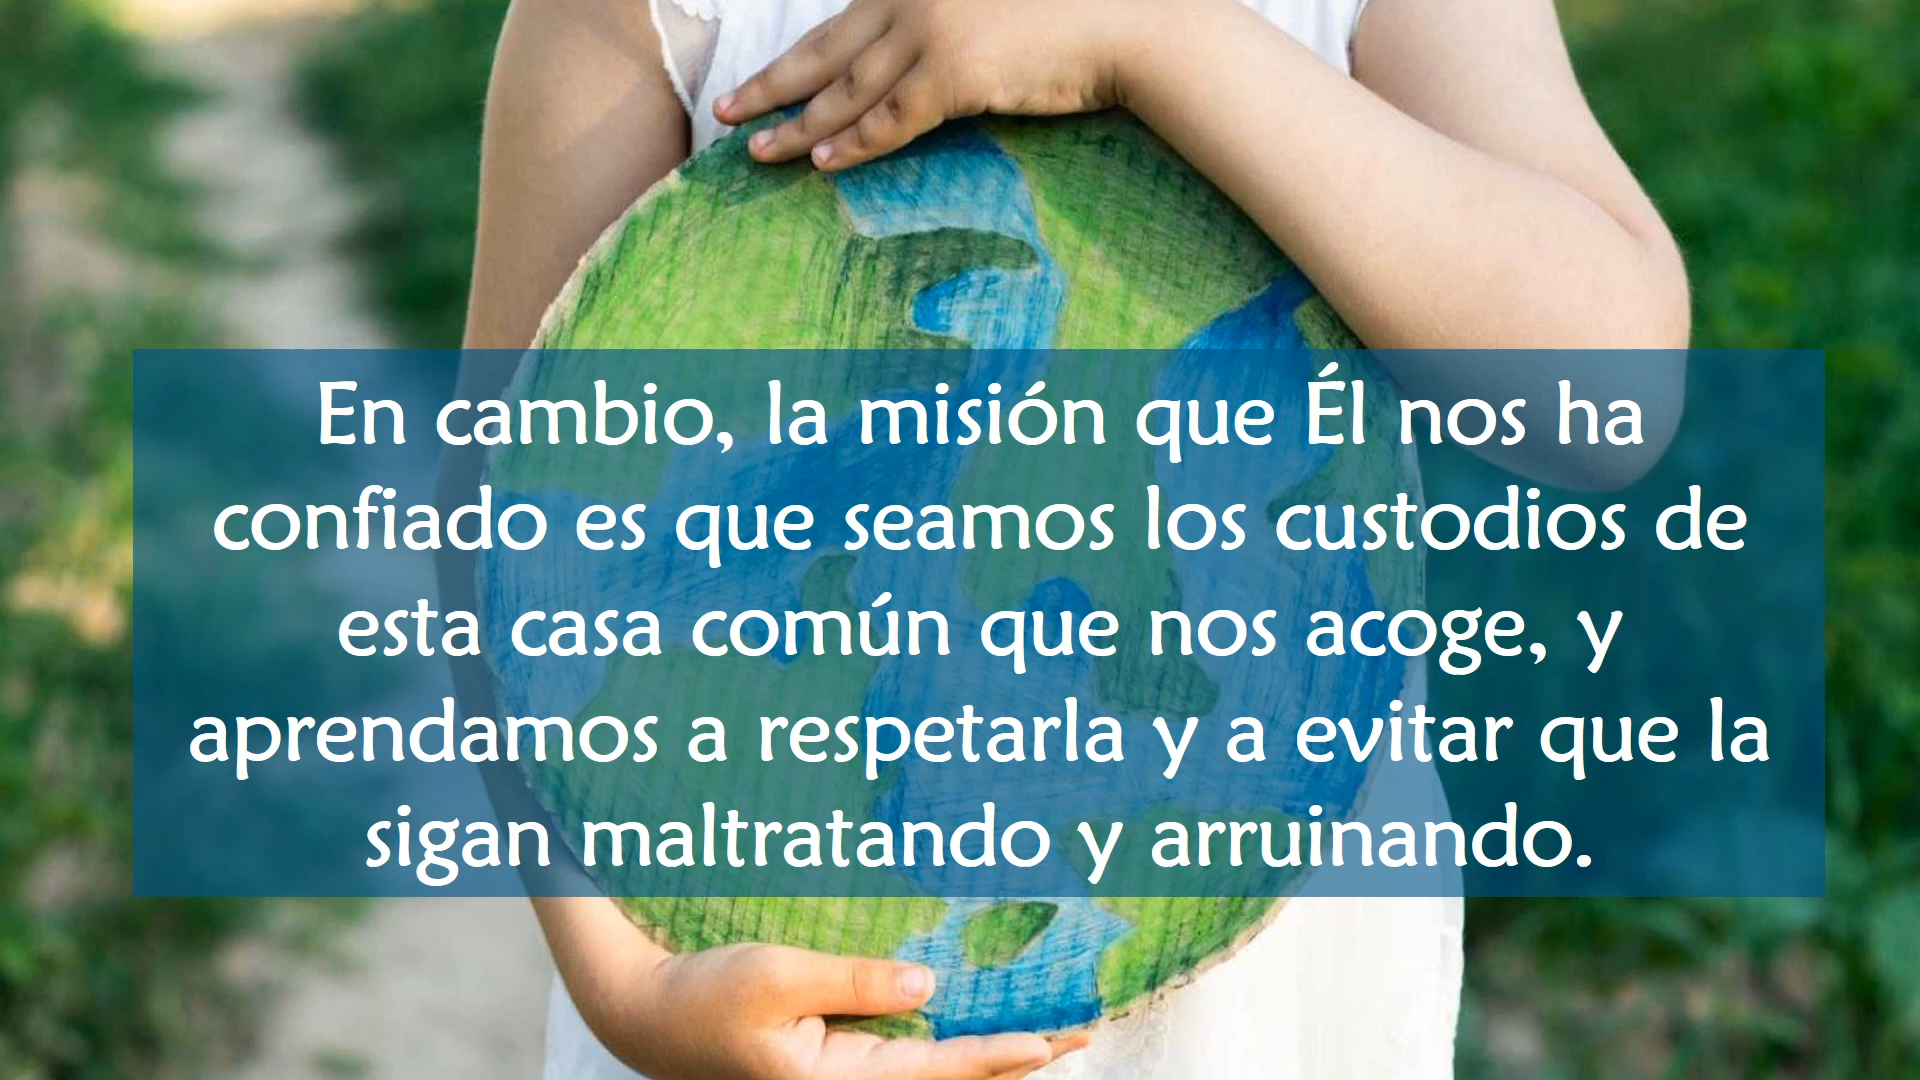 En cambio, la misión que Él nos ha
confiado es que seamos los custodios de
esta casa común que nos acoge, y
aprendamos a respetarla y a evitar que la
sigan maltratando y arruinando.